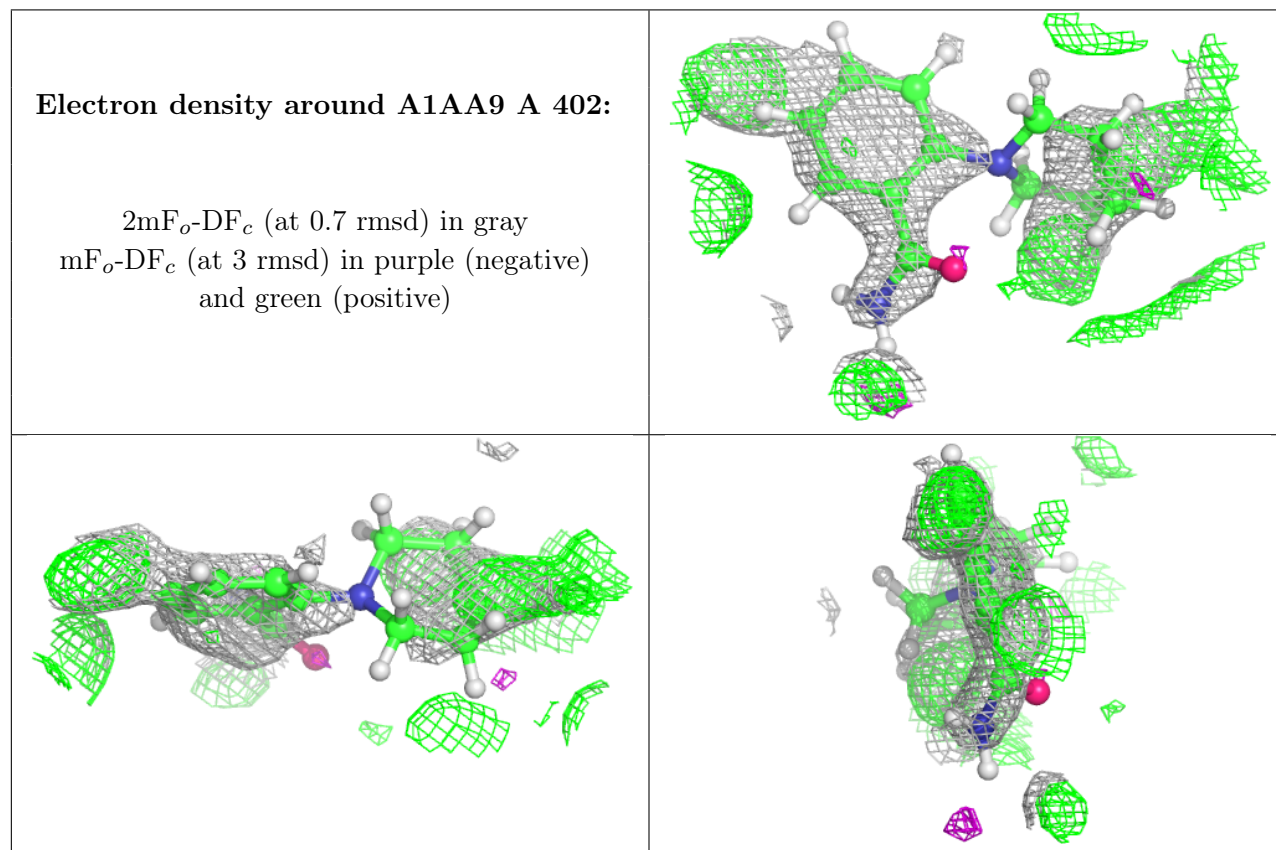 Electron density around A1AA9 A 402:
2mFₒ-DF𝒸 (at 0.7 rmsd) in gray
mFₒ-DF𝒸 (at 3 rmsd) in purple (negative)
and green (positive)